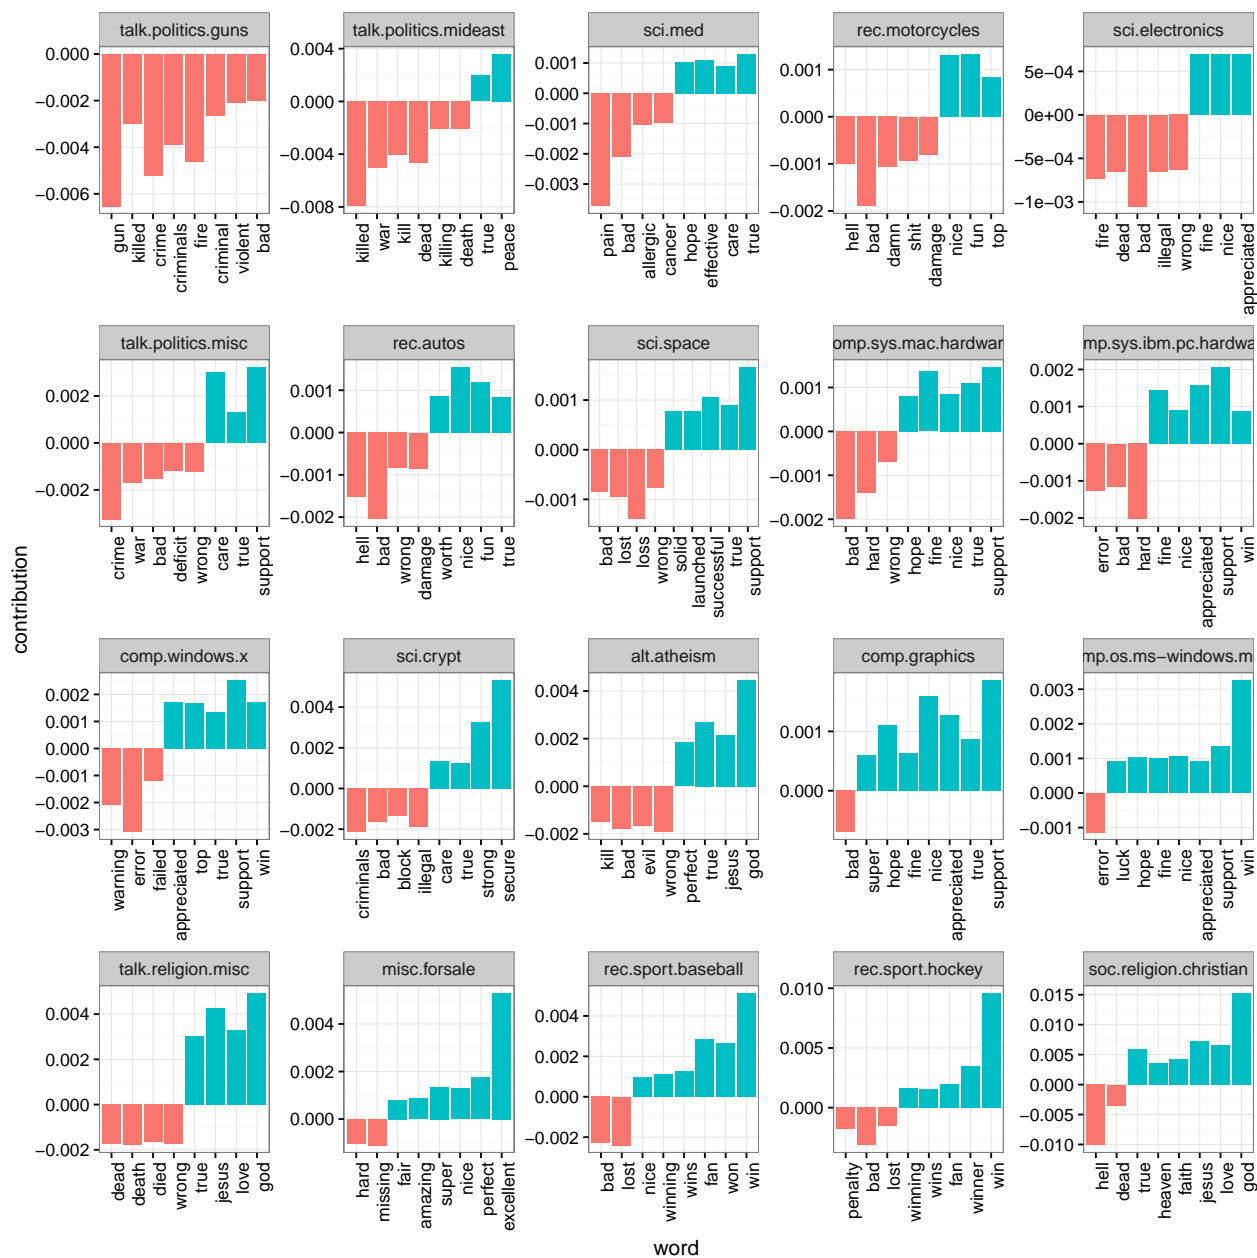 talk.politics.guns
0.000
−0.002
−0.004
−0.006
gun
killed
crime
criminals
fire
criminal
violent
bad
talk.politics.mideast
0.004
0.000
−0.004
−0.008
killed
war
kill
dead
killing
death
true
peace
sci.med
0.001
0.000
−0.001
−0.002
−0.003
pain
bad
allergic
cancer
hope
effective
care
true
rec.motorcycles
0.001
0.000
−0.001
−0.002
hell
bad
damn
shit
damage
nice
fun
top
sci.electronics
5e−04
0e+00
−5e−04
−1e−03
fire
dead
bad
illegal
wrong
fine
nice
appreciated
talk.politics.misc
0.002
0.000
−0.002
crime
war
bad
deficit
wrong
care
true
support
rec.autos
0.001
0.000
−0.001
−0.002
hell
bad
wrong
damage
worth
nice
fun
true
sci.space
0.001
0.000
−0.001
bad
lost
loss
wrong
solid
launched
successful
true
support
omp.sys.mac.hardwar
0.001
0.000
−0.001
−0.002
bad
hard
wrong
hope
fine
nice
true
support
mp.sys.ibm.pc.hardwa
0.002
0.001
0.000
−0.001
−0.002
error
bad
hard
fine
nice
appreciated
support
win
contribution
comp.windows.x
0.002
0.001
0.000
−0.001
−0.002
−0.003
warning
error
failed
appreciated
top
true
support
win
sci.crypt
0.004
0.002
0.000
−0.002
criminals
bad
block
illegal
care
true
strong
secure
alt.atheism
0.004
0.002
0.000
−0.002
kill
bad
evil
wrong
perfect
true
jesus
god
comp.graphics
0.001
0.000
bad
super
hope
fine
nice
appreciated
true
support
mp.os.ms−windows.m
0.003
0.002
0.001
0.000
−0.001
error
luck
hope
fine
nice
appreciated
support
win
talk.religion.misc
0.004
0.002
0.000
−0.002
dead
death
died
wrong
true
jesus
love
god
misc.forsale
0.004
0.002
0.000
hard
missing
fair
amazing
super
nice
perfect
excellent
rec.sport.baseball
0.004
0.002
0.000
−0.002
bad
lost
nice
winning
wins
fan
won
win
rec.sport.hockey
0.010
0.005
0.000
penalty
bad
lost
winning
wins
fan
winner
win
soc.religion.christian
0.015
0.010
0.005
0.000
−0.005
−0.010
hell
dead
true
heaven
faith
jesus
love
god
word